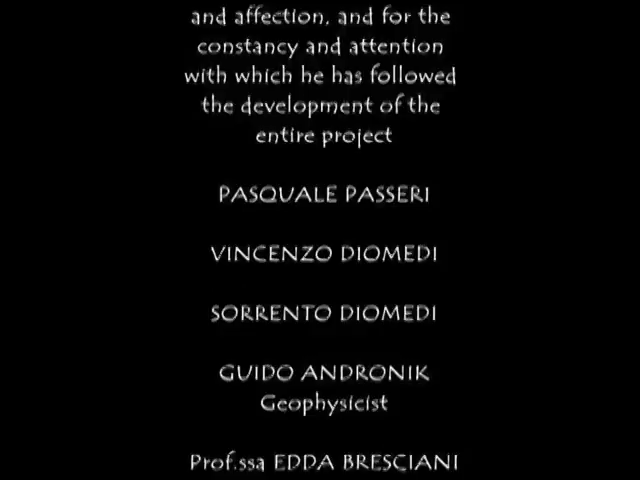 and affection, and for the
constancy and attention
with which he has followed
the development of the
entire project
PASQUALE PASSERI
VINCENZO DIOMEDI
SORRENTO DIOMEDI
GUIDO ANDRONIK
Geophysicist
Prof.ssa EDDA BRESCIANI